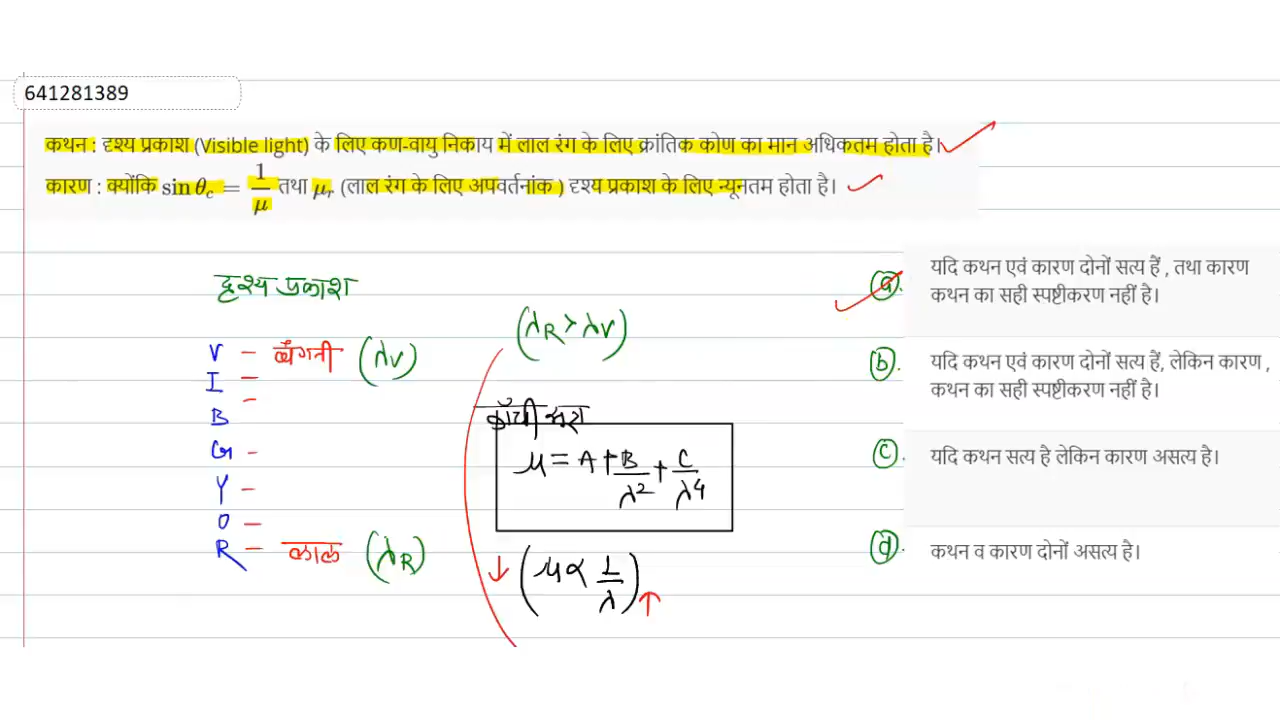 641281389
कथन : दृश्य प्रकाश (Visible light) के लिए कण-वायु निकाय में लाल रंग के लिए क्रांतिक कोण का मान अधिकतम होता है।
कारण : क्योंकि sin θc = 1/μ तथा μr (लाल रंग के लिए अपवर्तनांक ) दृश्य प्रकाश के लिए न्यूनतम होता है।
दृश्य प्रकाश
V – बैंगनी (λV)
I –
–
B
G –
Y –
O –
R – लाल (λR)
(λR > λV)
कॉची सूत्र
μ = A + B/λ2 + C/λ4
↓ (μ ∝ 1/λ) ↑
(a). यदि कथन एवं कारण दोनों सत्य हैं , तथा कारण
कथन का सही स्पष्टीकरण नहीं है।
(b). यदि कथन एवं कारण दोनों सत्य हैं, लेकिन कारण ,
कथन का सही स्पष्टीकरण नहीं है।
(c). यदि कथन सत्य है लेकिन कारण असत्य है।
(d). कथन व कारण दोनों असत्य है।